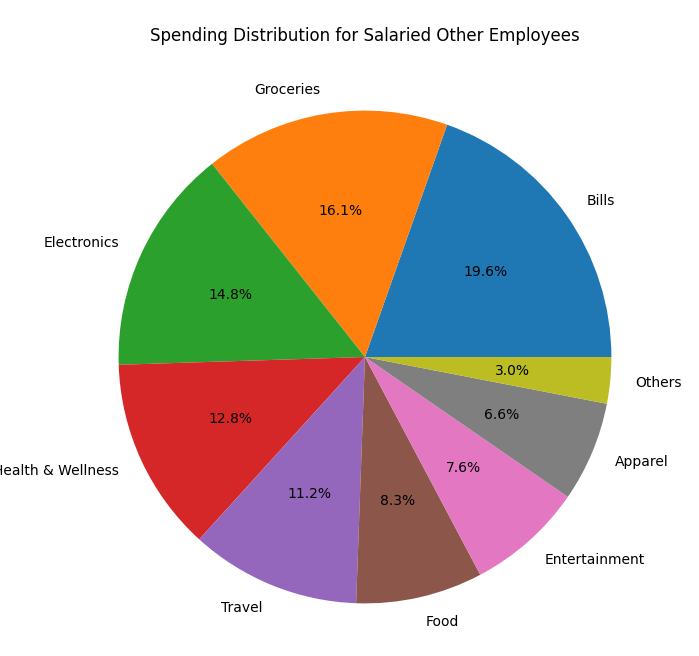 Spending Distribution for Salaried Other Employees
Groceries
Bills
16.1%
Electronics
19.6%
14.8%
3.0%
Others
6.6%
12.8%
Apparel
Health & Wellness
7.6%
11.2%
8.3%
Entertainment
Travel
Food